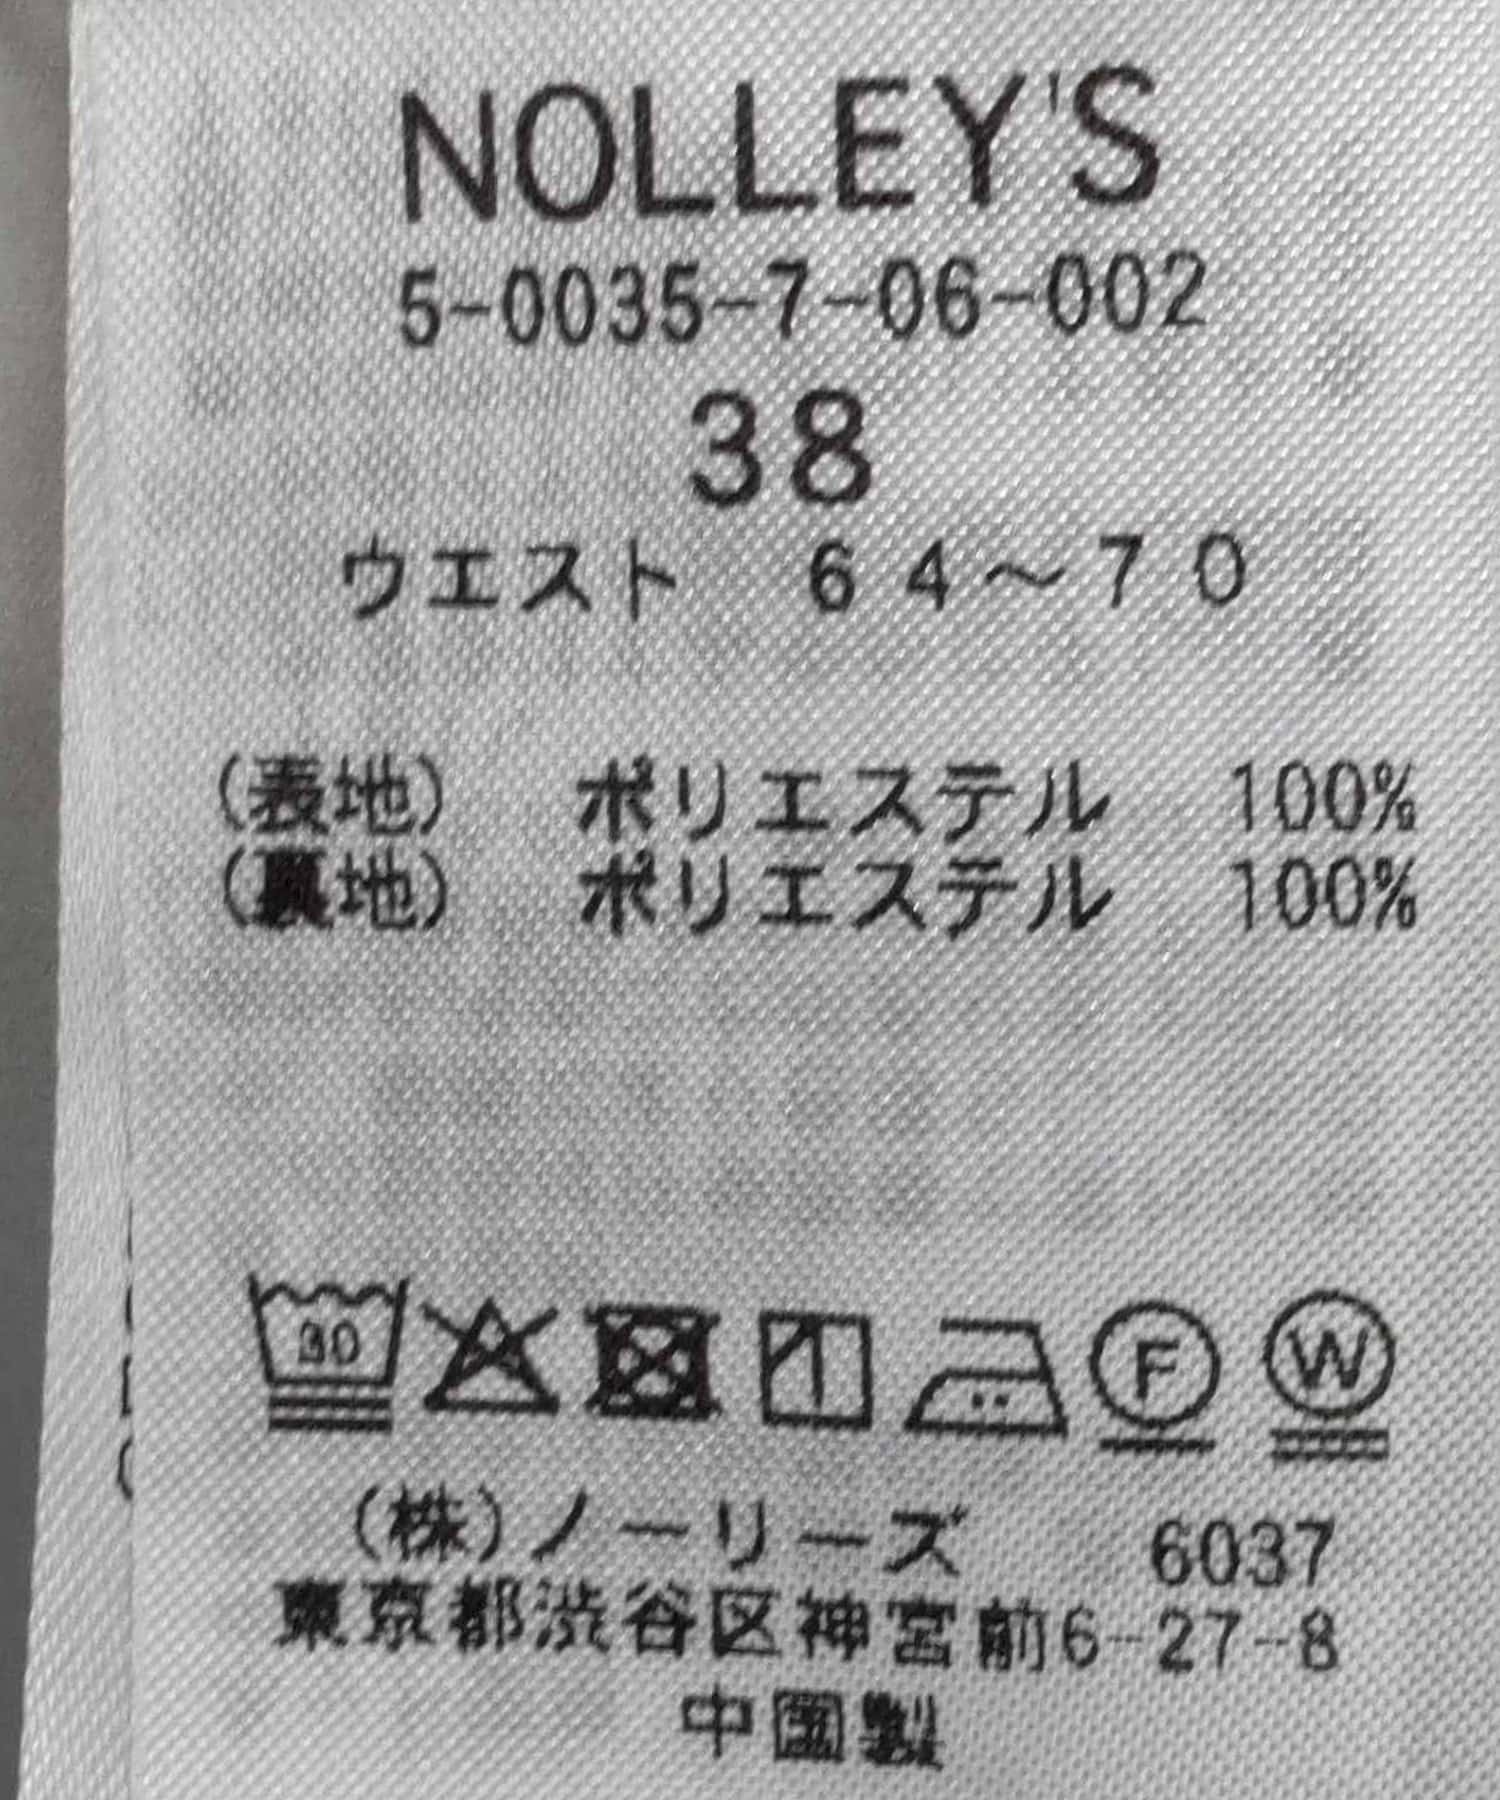 NOLLEY'S
5-0035-7-06-002
38
ウエスト 64～70
(表地) ポリエステル 100%
(裏地) ポリエステル 100%
30 F W
(株)ノーリーズ 6037
東京都渋谷区神宮前6-27-8
中国製